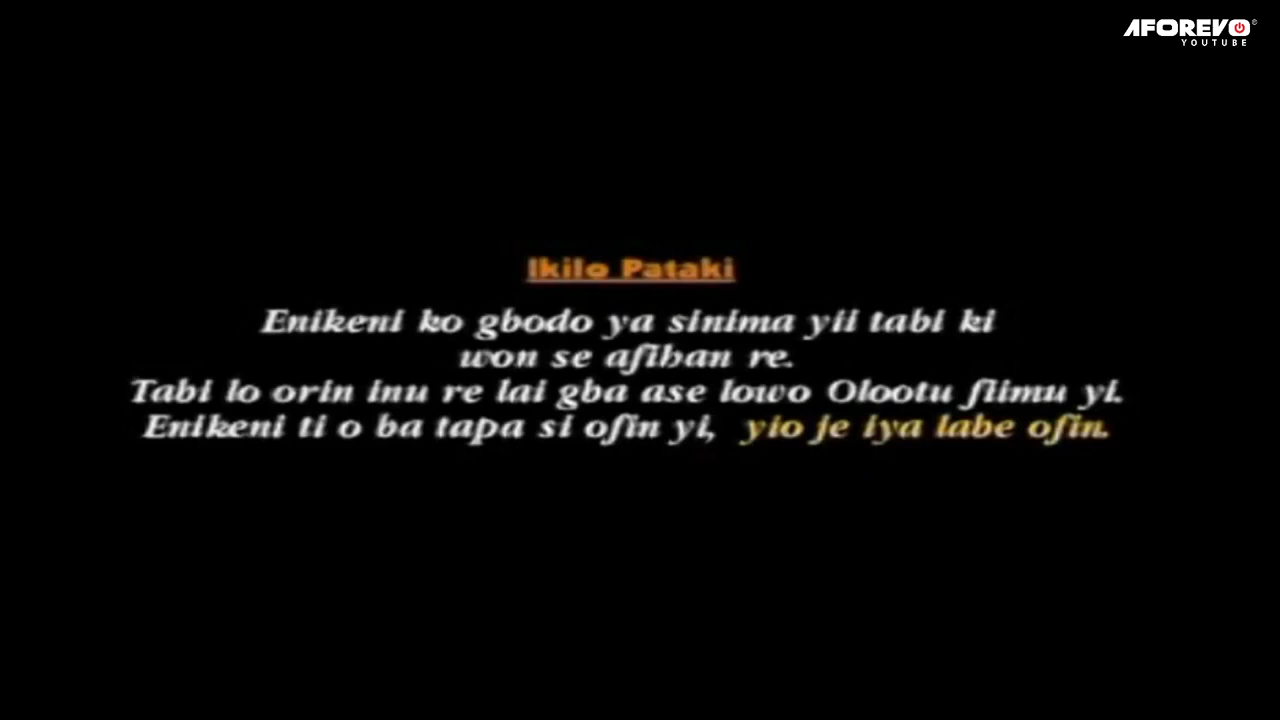 AFOREVO
YOUTUBE
Ikilo Pataki
Enikeni ko gbodo ya sinima yii tabi ki
won se afihan re.
Tabi lo orin inu re lai gba ase lowo Olootu fiimu yi.
Enikeni ti o ba tapa si ofin yi, yio je iya labe ofin.